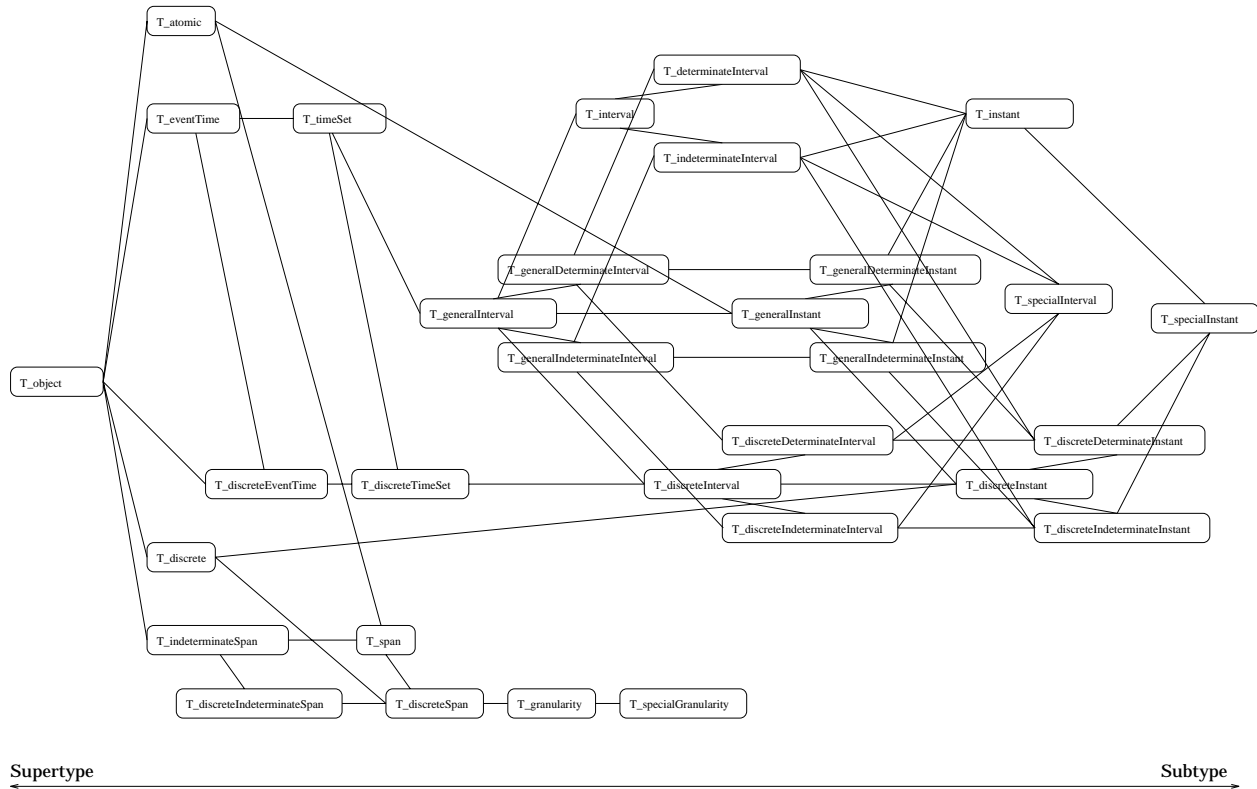 T_atomic
T_determinateInterval
T_interval
T_instant
T_eventTime
T_timeSet
T_indeterminateInterval
T_generalDeterminateInterval
T_generalDeterminateInstant
T_specialInterval
T_generalInterval
T_generalInstant
T_specialInstant
T_generalIndeterminateInterval
T_generalIndeterminateInstant
T_object
T_discreteDeterminateInterval
T_discreteDeterminateInstant
T_discreteEventTime
T_discreteTimeSet
T_discreteInterval
T_discreteInstant
T_discreteIndeterminateInterval
T_discreteIndeterminateInstant
T_discrete
T_indeterminateSpan
T_span
T_discreteIndeterminateSpan
T_discreteSpan
T_granularity
T_specialGranularity
Supertype
Subtype